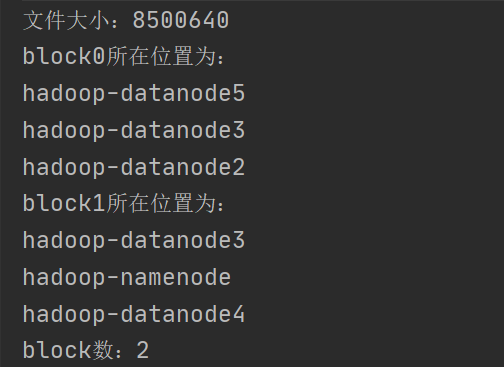 文件大小：8500640
block0所在位置为：
hadoop-datanode5
hadoop-datanode3
hadoop-datanode2
block1所在位置为：
hadoop-datanode3
hadoop-namenode
hadoop-datanode4
block数：2